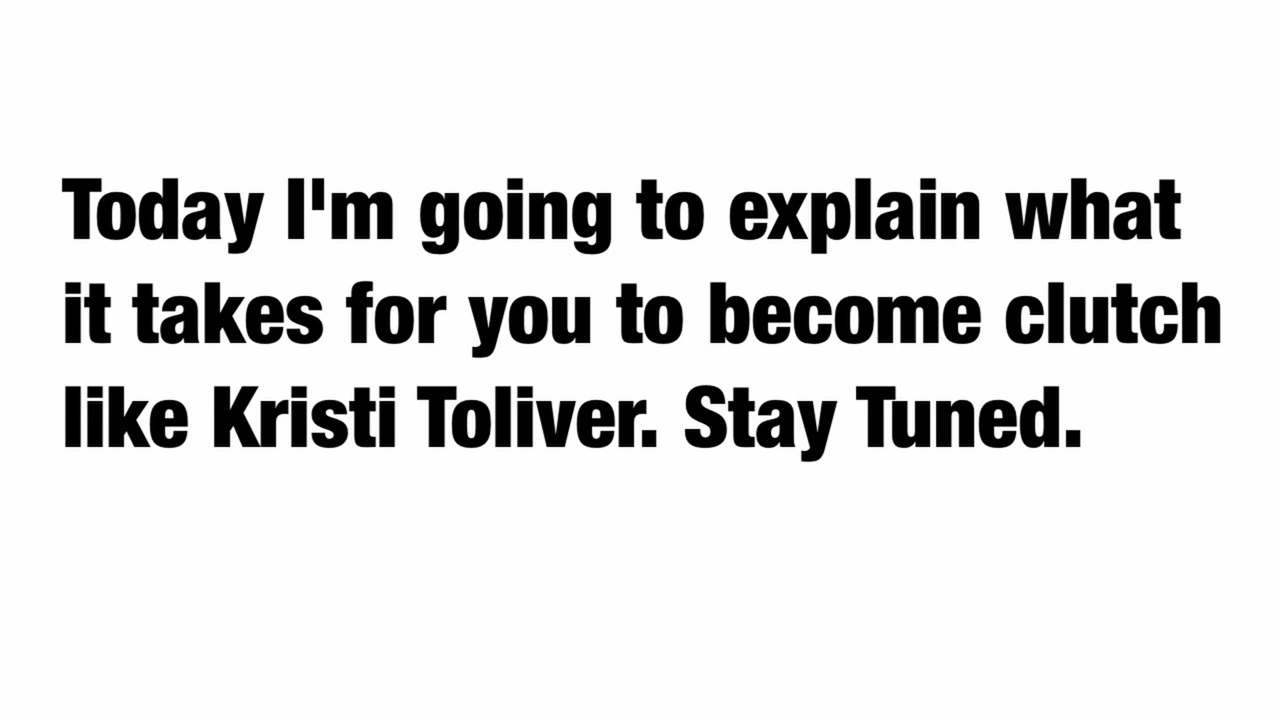 Today I'm going to explain what
it takes for you to become clutch
like Kristi Toliver. Stay Tuned.